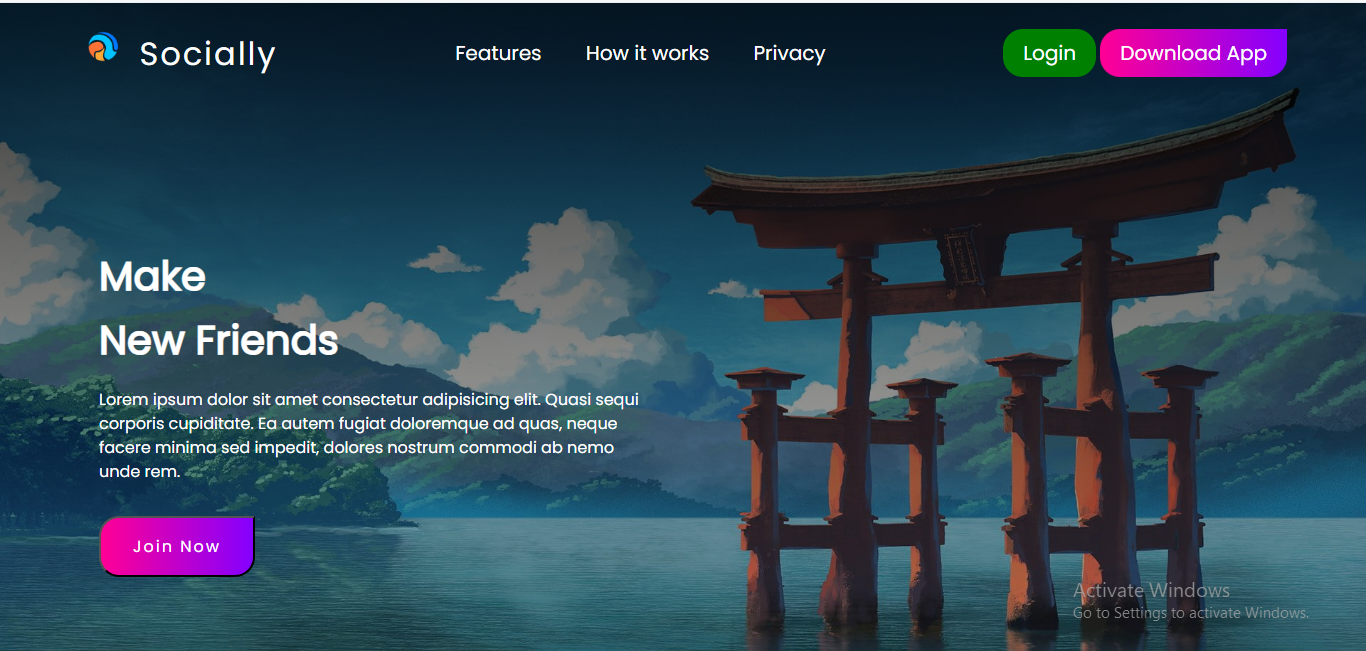 Socially
Features
How it works
Privacy
Login
Download App
Make
New Friends
Lorem ipsum dolor sit amet consectetur adipisicing elit. Quasi sequi
corporis cupiditate. Ea autem fugiat doloremque ad quas, neque
facere minima sed impedit, dolores nostrum commodi ab nemo
unde rem.
Join Now
Activate Windows
Go to Settings to activate Windows.